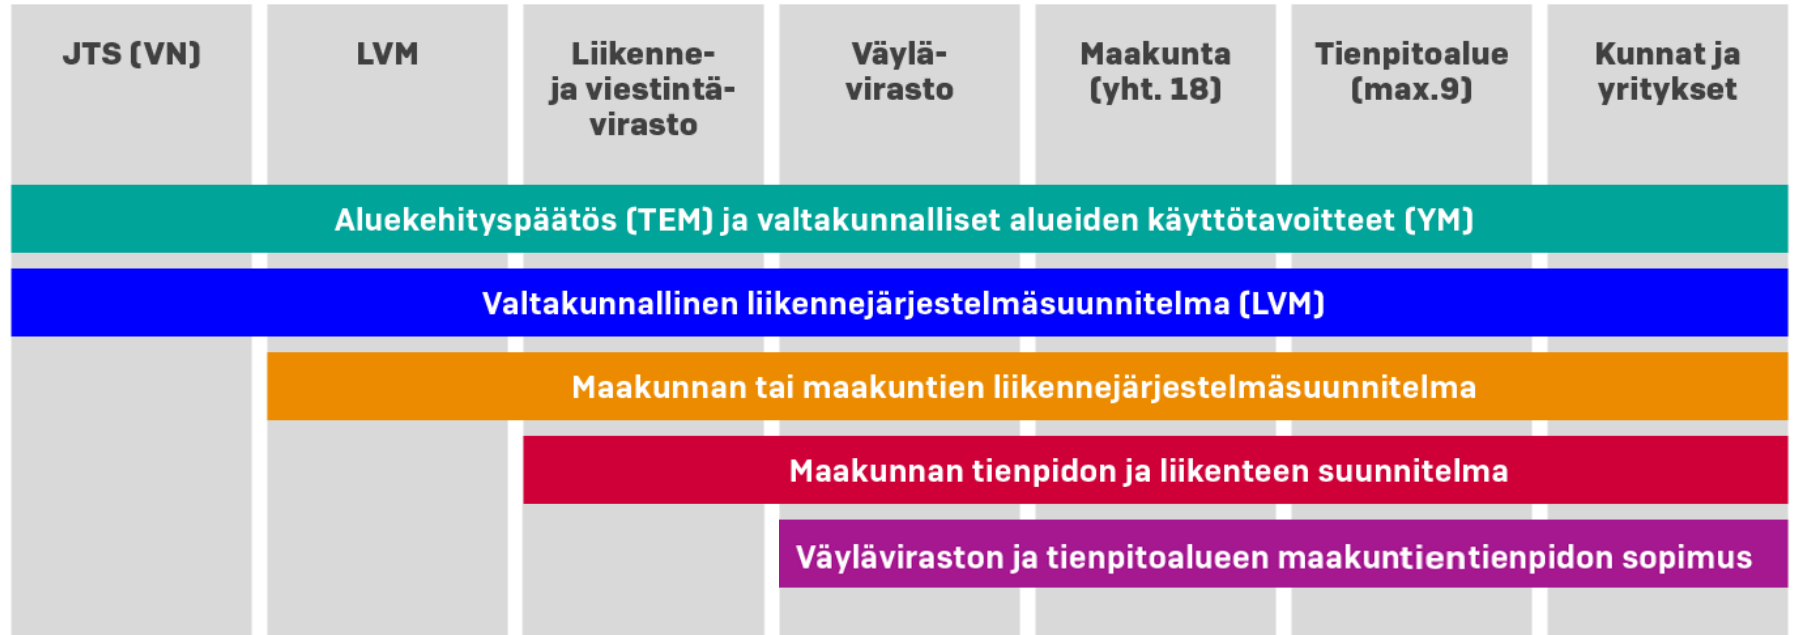 JTS (VN)
LVM
Liikenne-
ja viestintä-
virasto
Väylä-
virasto
Maakunta
(yht. 18)
Tienpitoalue
(max.9)
Kunnat ja
yritykset
Aluekehityspäätös (TEM) ja valtakunnalliset alueiden käyttötavoitteet (YM)
Valtakunnallinen liikennejärjestelmäsuunnitelma (LVM)
Maakunnan tai maakuntien liikennejärjestelmäsuunnitelma
Maakunnan tienpidon ja liikenteen suunnitelma
Väyläviraston ja tienpitoalueen maakuntientienpidon sopimus